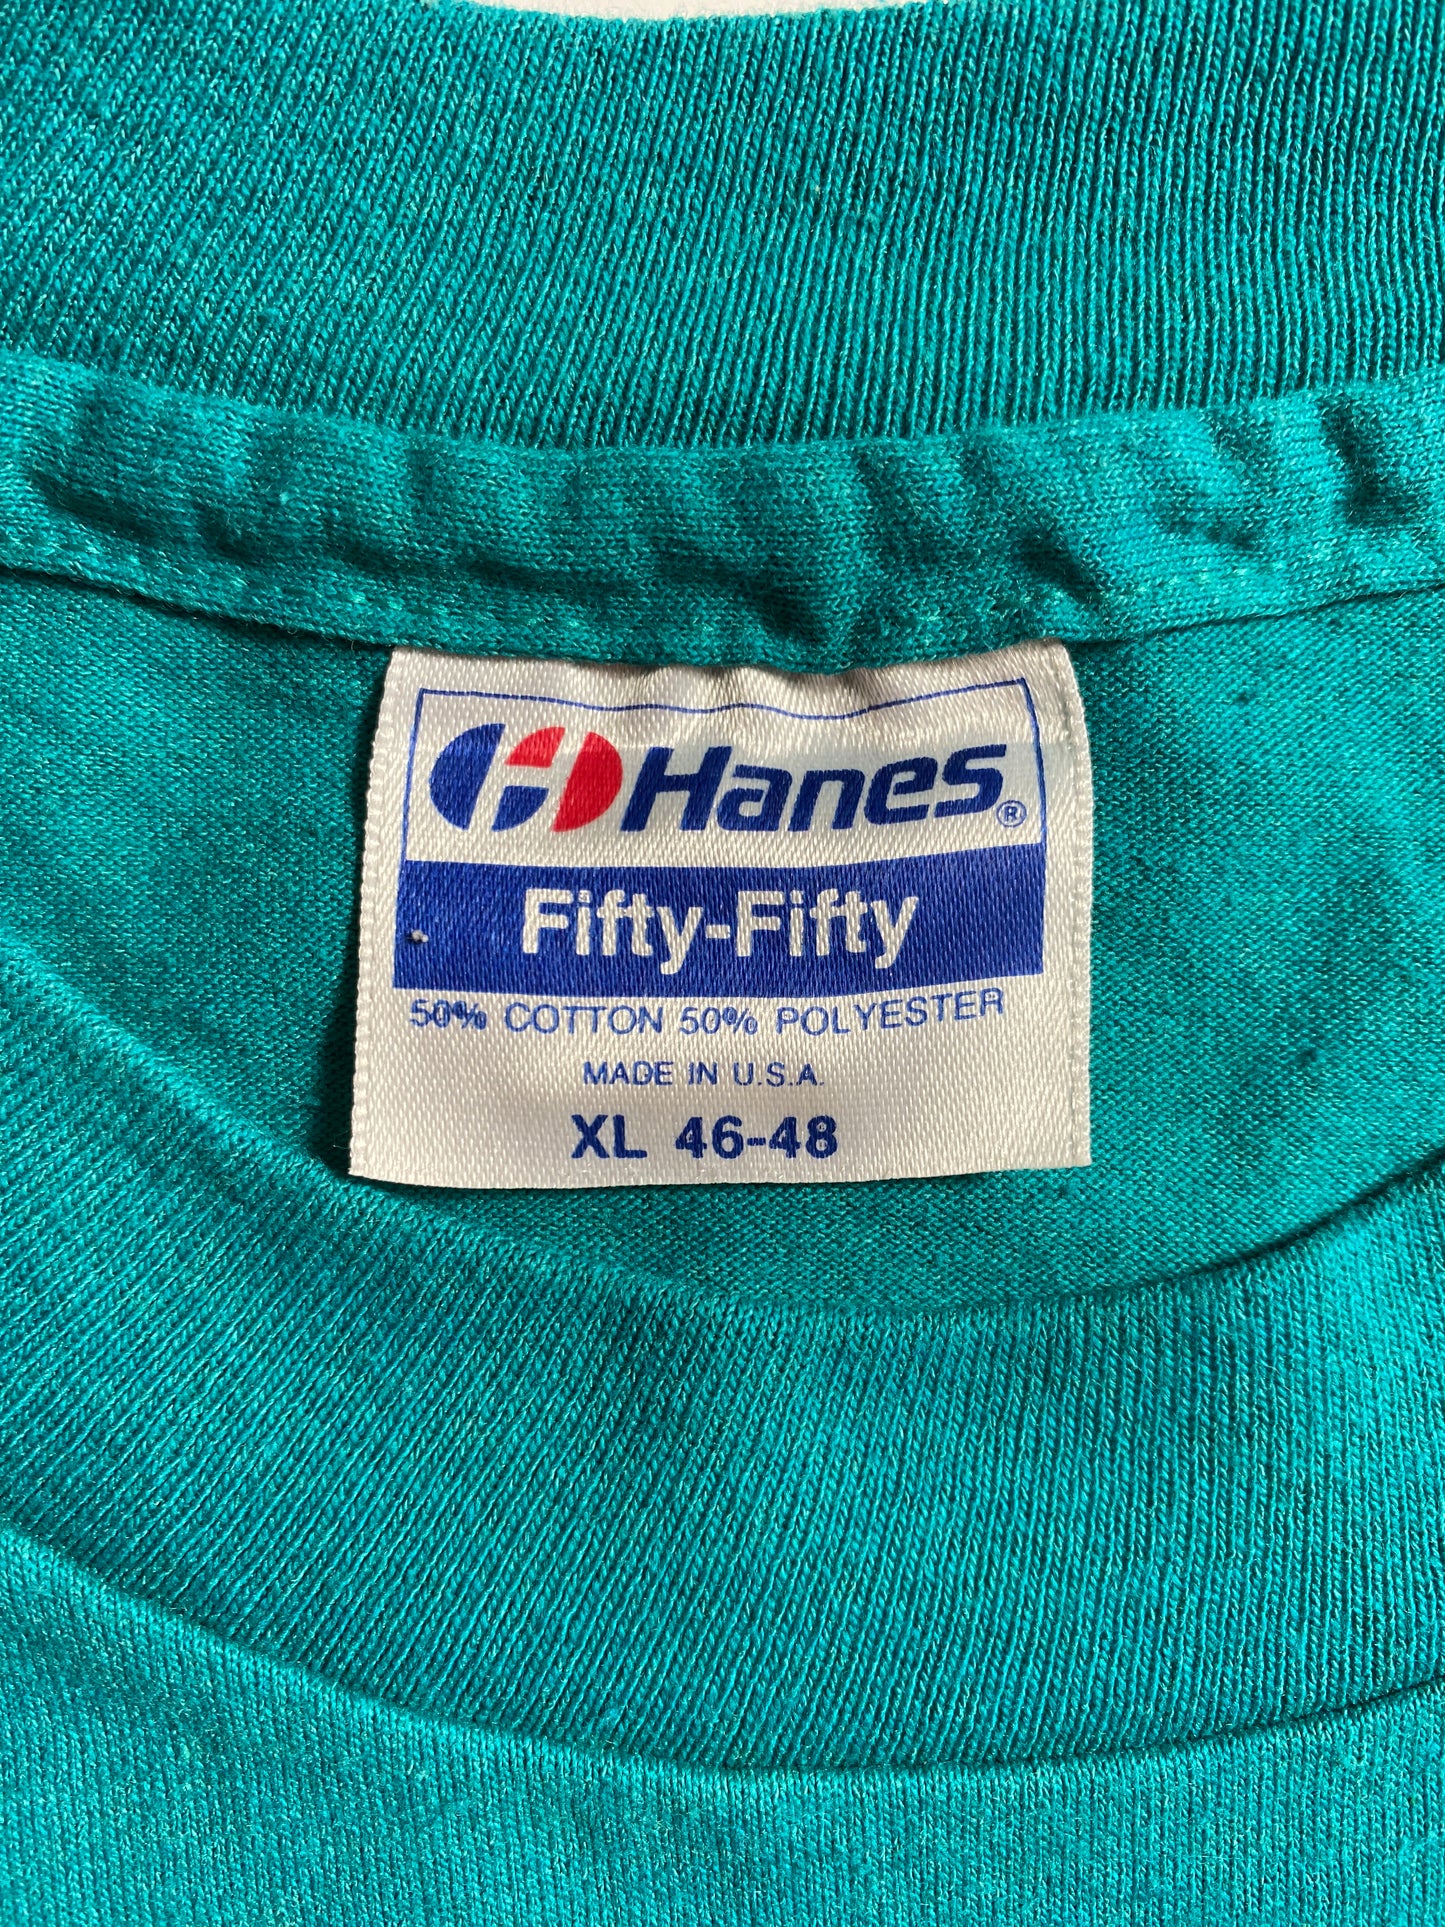 Hanes®
Fifty-Fifty
50% COTTON 50% POLYESTER
MADE IN U.S.A.
XL 46-48